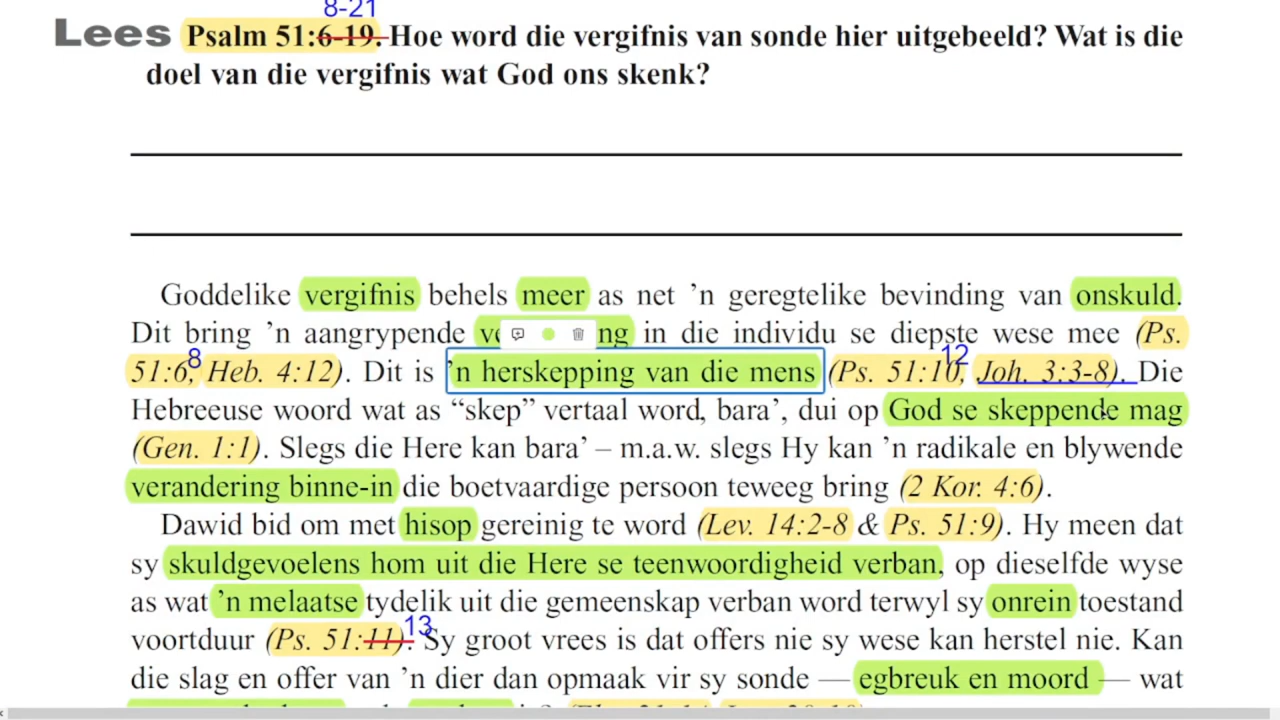 8-21
Lees Psalm 51:6-19. Hoe word die vergifnis van sonde hier uitgebeeld? Wat is die
doel van die vergifnis wat God ons skenk?
Goddelike vergifnis behels meer as net ’n geregtelike bevinding van onskuld.
Dit bring ’n aangrypende ng in die individu se diepste wese mee (Ps.
8 12
51:6, Heb. 4:12). Dit is ’n herskepping van die mens (Ps. 51:10, Joh. 3:3-8). Die
Hebreeuse woord wat as “skep” vertaal word, bara’, dui op God se skeppende mag
(Gen. 1:1). Slegs die Here kan bara’ – m.a.w. slegs Hy kan ’n radikale en blywende
verandering binne-in die boetvaardige persoon teweeg bring (2 Kor. 4:6).
Dawid bid om met hisop gereinig te word (Lev. 14:2-8 & Ps. 51:9). Hy meen dat
sy skuldgevoelens hom uit die Here se teenwoordigheid verban, op dieselfde wyse
as wat ’n melaatse tydelik uit die gemeenskap verban word terwyl sy onrein toestand
13
voortduur (Ps. 51:11). Sy groot vrees is dat offers nie sy wese kan herstel nie. Kan
die slag en offer van ’n dier dan opmaak vir sy sonde — egbreuk en moord — wat